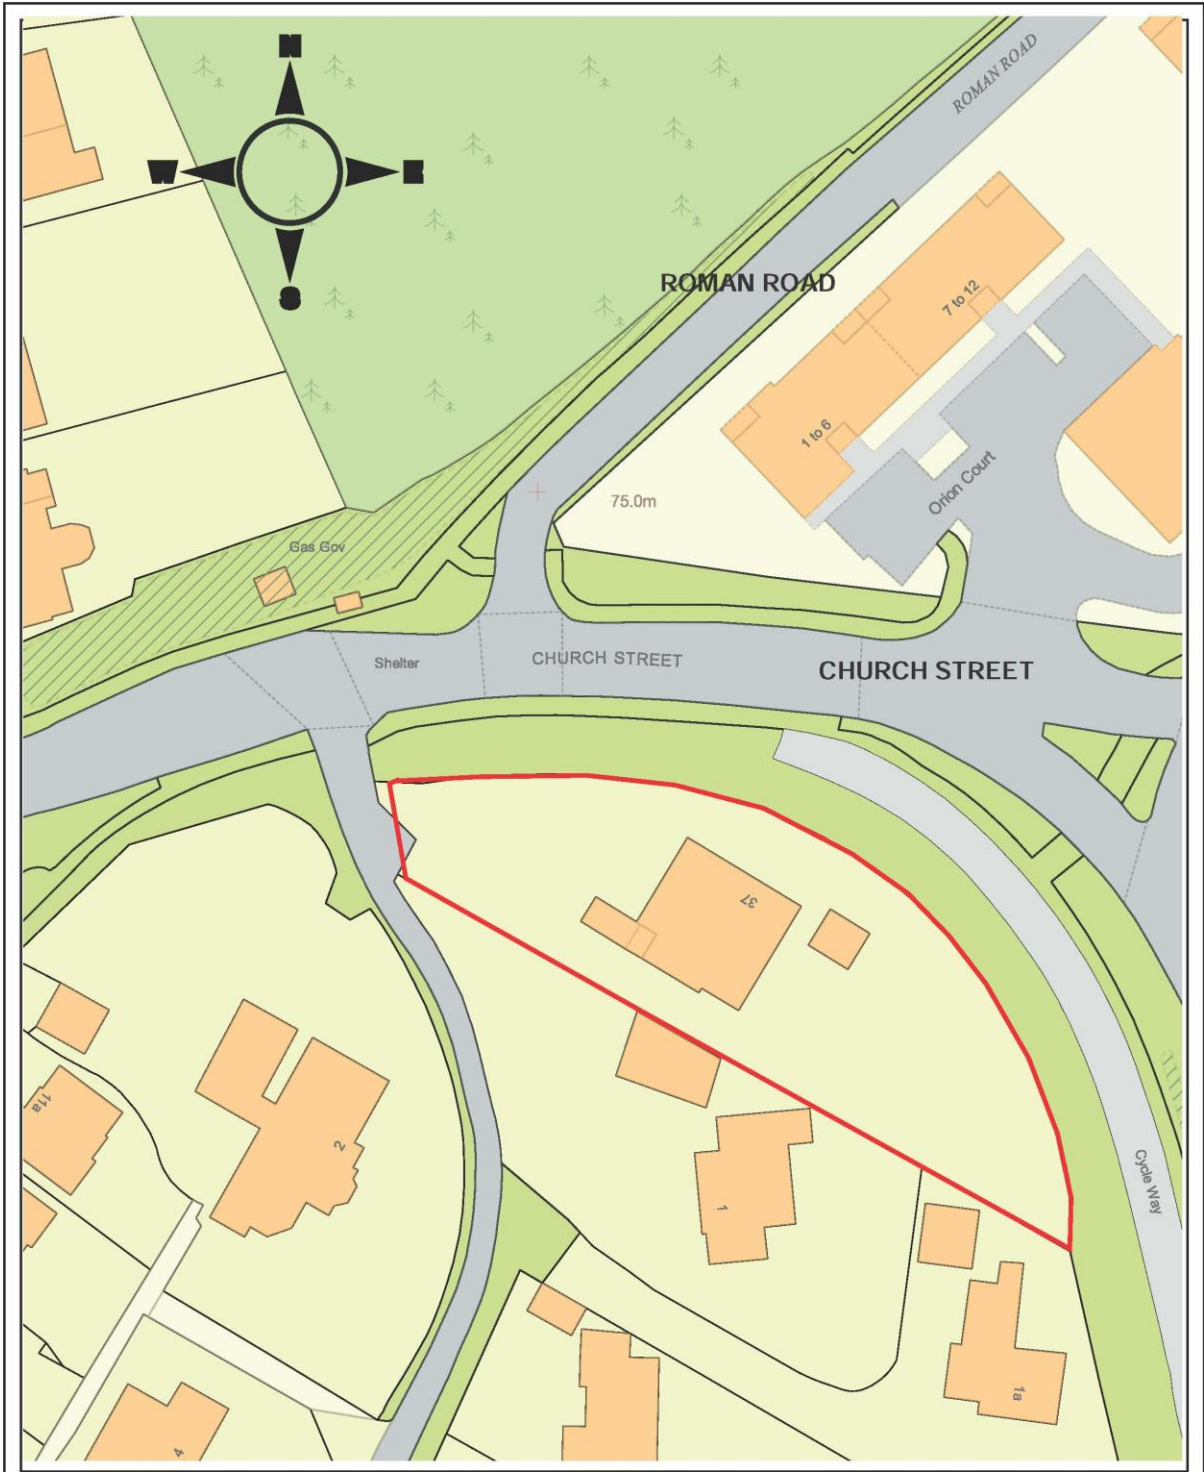 N
W
E
S
ROMAN ROAD
ROMAN ROAD
7 to 12
1 to 6
Orion Court
75.0m
Gas Gov
Shelter
CHURCH STREET
CHURCH STREET
37
11a
2
1
Cycle Way
1a
4